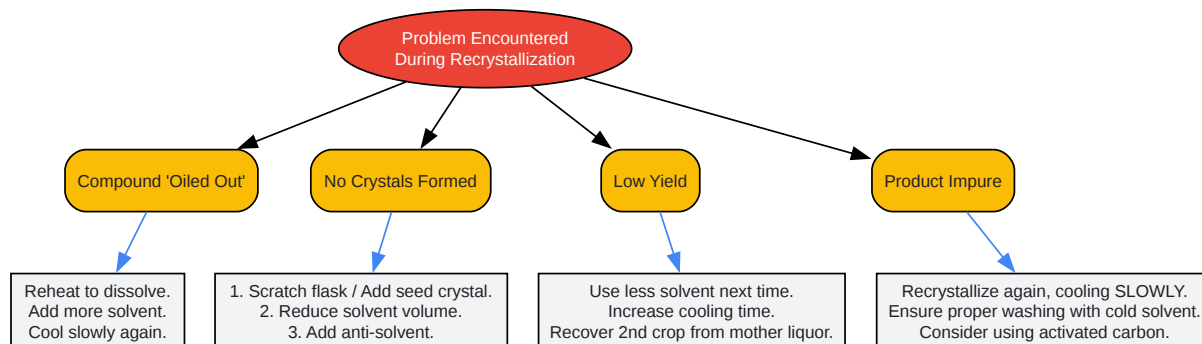 Problem Encountered
During Recrystallization
Compound 'Oiled Out'
No Crystals Formed
Low Yield
Product Impure
Reheat to dissolve.
Add more solvent.
Cool slowly again.
1. Scratch flask / Add seed crystal.
2. Reduce solvent volume.
3. Add anti-solvent.
Use less solvent next time.
Increase cooling time.
Recover 2nd crop from mother liquor.
Recrystallize again, cooling SLOWLY.
Ensure proper washing with cold solvent.
Consider using activated carbon.